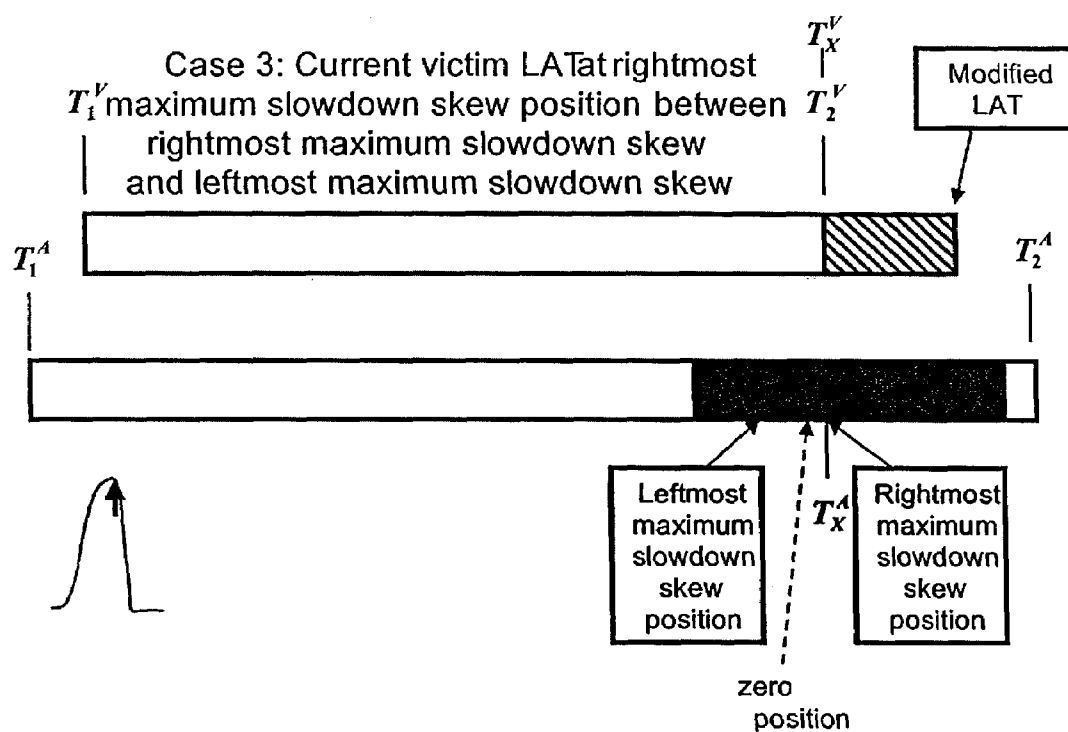 Case 3: Current victim LATat rightmost
maximum slowdown skew position between
rightmost maximum slowdown skew
and leftmost maximum slowdown skew
T_1^V
T_X^V
T_2^V
Modified
LAT
T_1^A
T_2^A
Leftmost
maximum
slowdown
skew
position
T_X^A
Rightmost
maximum
slowdown
skew
position
zero
position